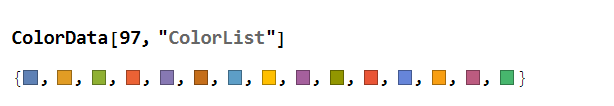 ColorData[97, "ColorList"]
{ , , , , , , , , , , , , , , }